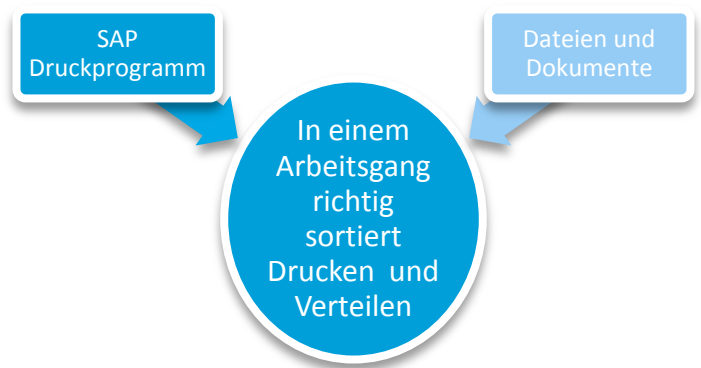 SAP
Druckprogramm
Dateien und
Dokumente
In einem
Arbeitsgang
richtig
sortiert
Drucken und
Verteilen